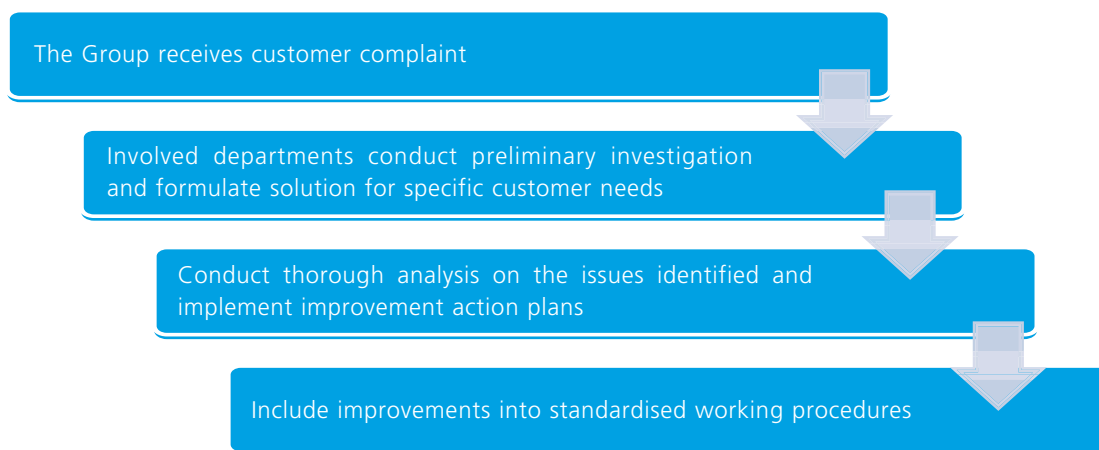 The Group receives customer complaint
Involved departments conduct preliminary investigation
and formulate solution for specific customer needs
Conduct thorough analysis on the issues identified and
implement improvement action plans
Include improvements into standardised working procedures